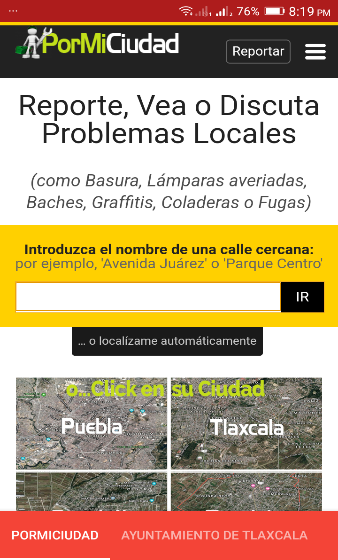 ... 76% 8:19 PM
PorMiCiudad
Reportar
Reporte, Vea o Discuta
Problemas Locales
(como Basura, Lámparas averiadas,
Baches, Graffitis, Coladeras o Fugas)
Introduzca el nombre de una calle cercana:
por ejemplo, 'Avenida Juárez' o 'Parque Centro'
IR
... o localízame automáticamente
o...Click en su Ciudad
Puebla
Tlaxcala
PORMICIUDAD
AYUNTAMIENTO DE TLAXCALA